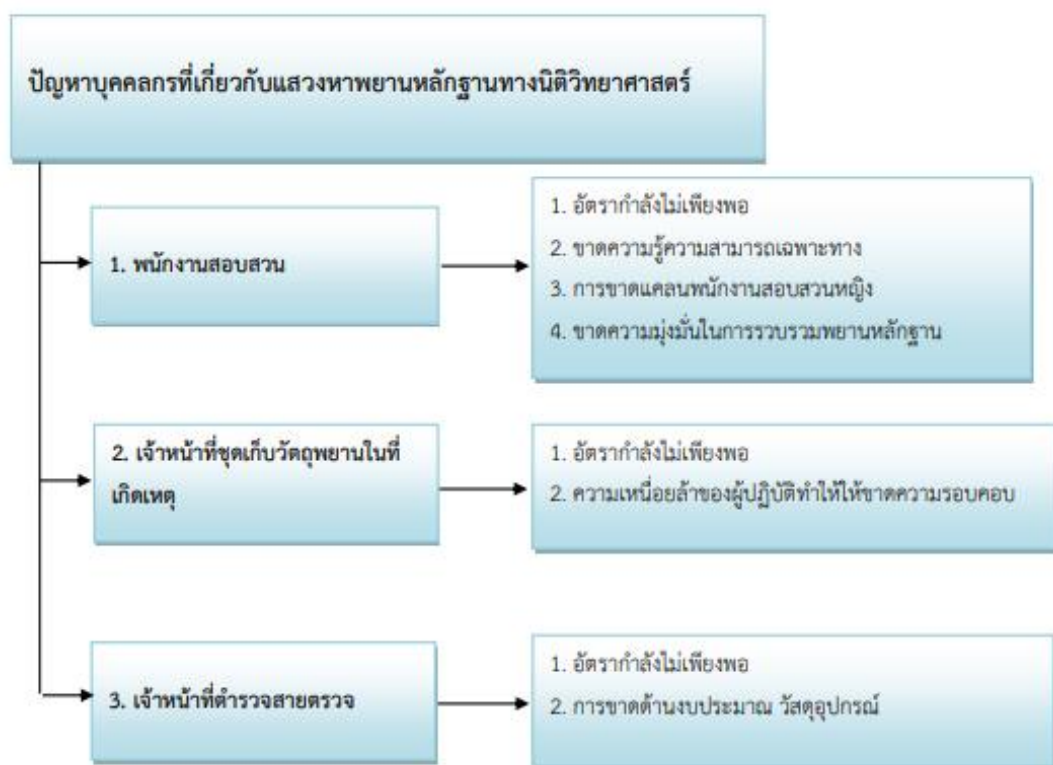 ปัญหาบุคคลกรที่เกี่ยวกับแสวงหาพยานหลักฐานทางนิติวิทยาศาสตร์
1. พนักงานสอบสวน
1. อัตรากำลังไม่เพียงพอ
2. ขาดความรู้ความสามารถเฉพาะทาง
3. การขาดแคลนพนักงานสอบสวนหญิง
4. ขาดความมุ่งมั่นในการรวบรวมพยานหลักฐาน
2. เจ้าหน้าที่ชุดเก็บวัตถุพยานในที่
เกิดเหตุ
1. อัตรากำลังไม่เพียงพอ
2. ความเหนื่อยล้าของผู้ปฏิบัติทำให้ให้ขาดความรอบคอบ
3. เจ้าหน้าที่ตำรวจสายตรวจ
1. อัตรากำลังไม่เพียงพอ
2. การขาดด้านงบประมาณ วัสดุอุปกรณ์